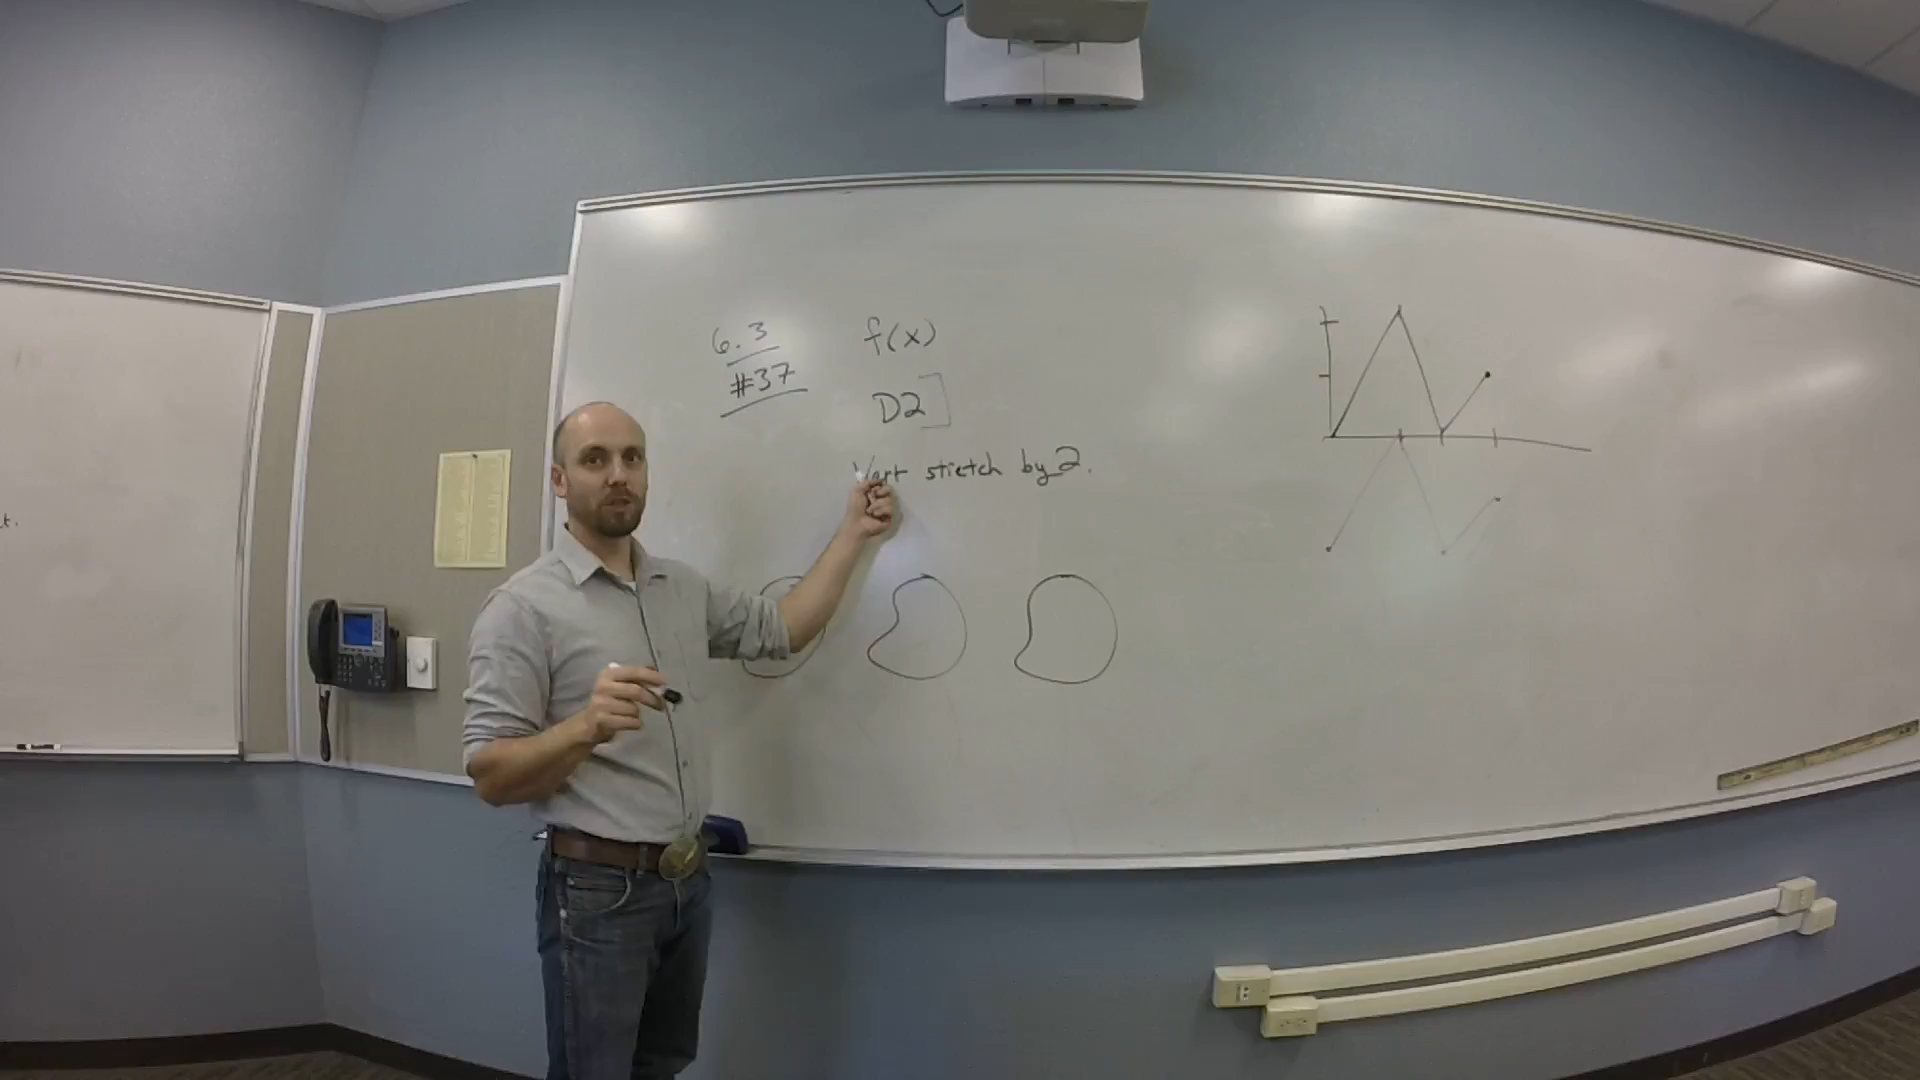 6.3
#37
f(x)
D2]
Vert stretch by 2.